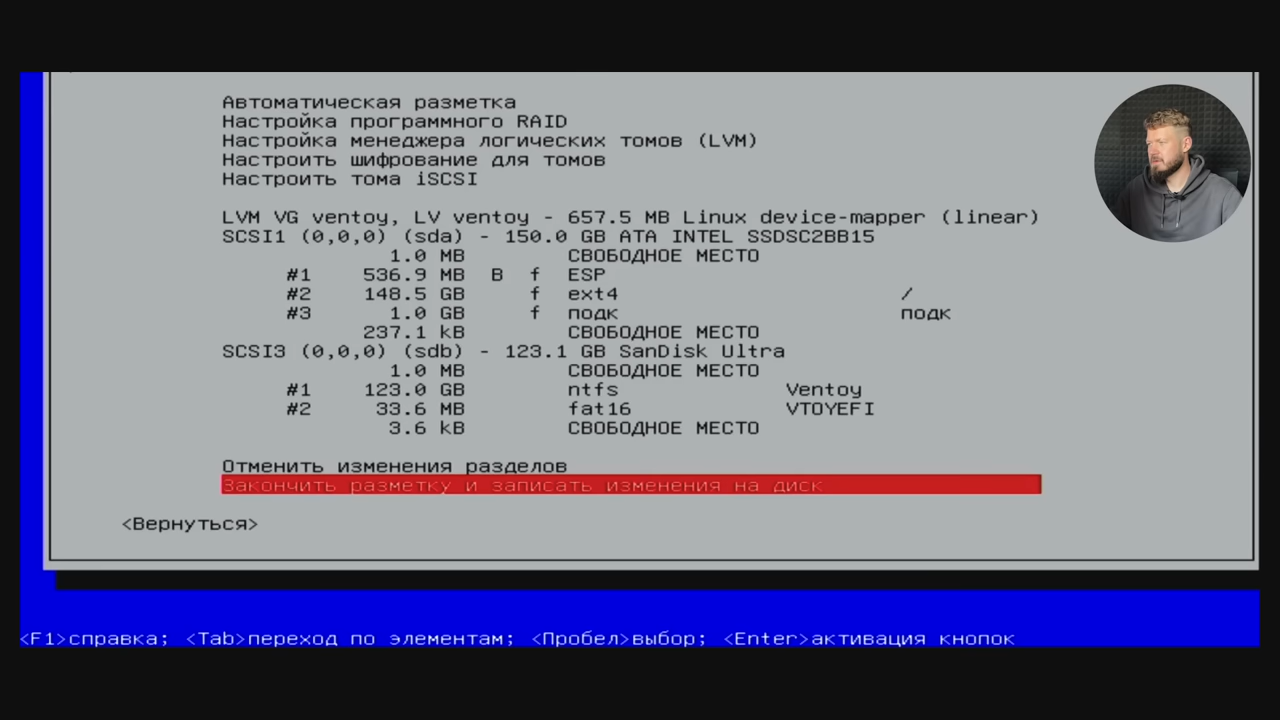 Автоматическая разметка
Настройка программного RAID
Настройка менеджера логических томов (LVM)
Настроить шифрование для томов
Настроить тома iSCSI
LVM VG ventoy, LV ventoy - 657.5 MB Linux device-mapper (linear)
SCSI1 (0,0,0) (sda) - 150.0 GB ATA INTEL SSDSC2BB15
1.0 MB СВОБОДНОЕ МЕСТО
#1 536.9 MB B f ESP
#2 148.5 GB f ext4 /
#3 1.0 GB f подк подк
237.1 kB СВОБОДНОЕ МЕСТО
SCSI3 (0,0,0) (sdb) - 123.1 GB SanDisk Ultra
1.0 MB СВОБОДНОЕ МЕСТО
#1 123.0 GB ntfs Ventoy
#2 33.6 MB fat16 VTOYEFI
3.6 kB СВОБОДНОЕ МЕСТО
Отменить изменения разделов
Закончить разметку и записать изменения на диск
<Вернуться>
<F1>справка; <Tab>переход по элементам; <Пробел>выбор; <Enter>активация кнопок